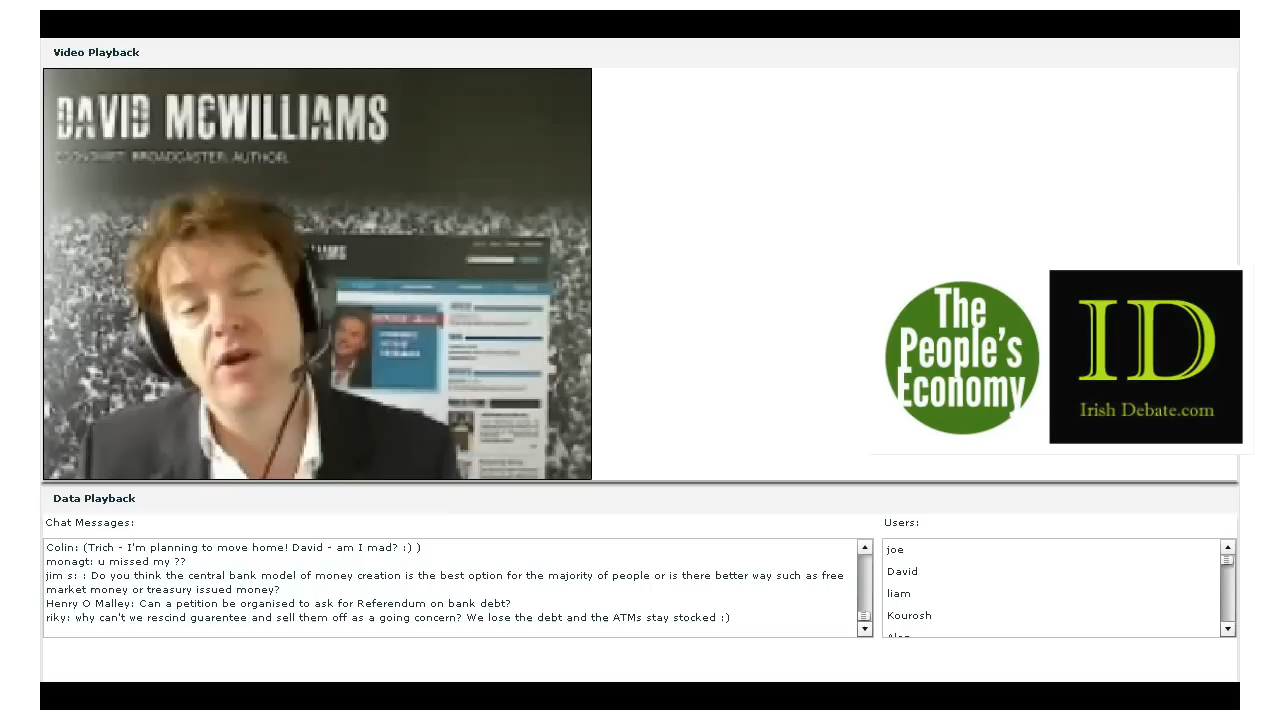 Video Playback
DAVID MCWILLIAMS
ECONOMIST. BROADCASTER. AUTHOR.
The
People's
Economy
ID
Irish Debate.com
Data Playback
Chat Messages:
Users:
Colin: (Trich - I'm planning to move home! David - am I mad? :) )
monagt: u missed my ??
jim s: : Do you think the central bank model of money creation is the best option for the majority of people or is there better way such as free
market money or treasury issued money?
Henry O Malley: Can a petition be organised to ask for Referendum on bank debt?
riky: why can't we rescind guarentee and sell them off as a going concern? We lose the debt and the ATMs stay stocked :)
joe
David
liam
Kourosh